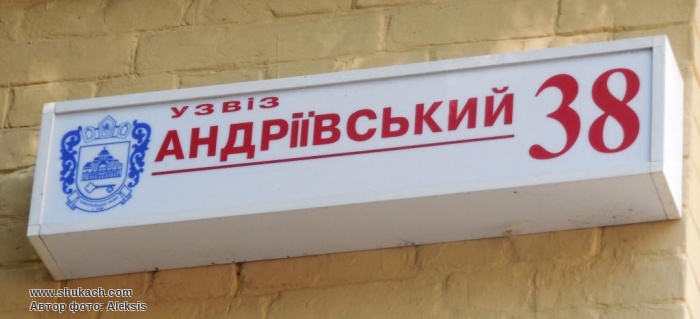 УЗВІЗ
АНДРІЇВСЬКИЙ 38
www.shukach.com
Автор фото: Aleksis